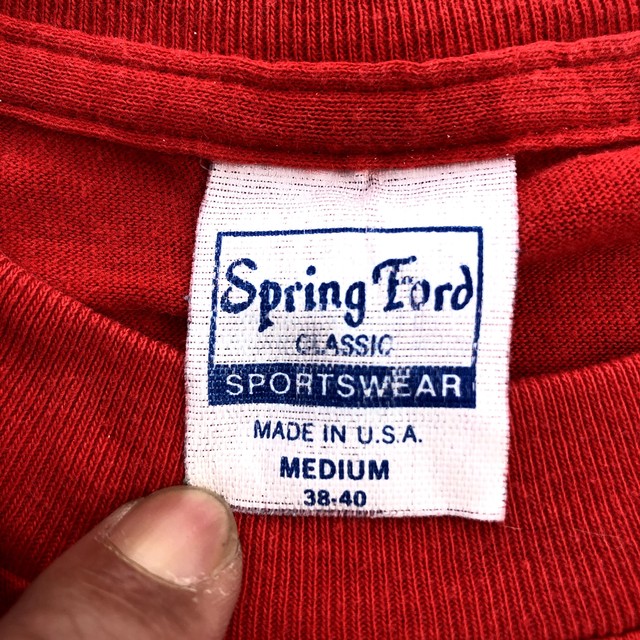 Spring Ford
CLASSIC
SPORTSWEAR
MADE IN U.S.A.
MEDIUM
38-40